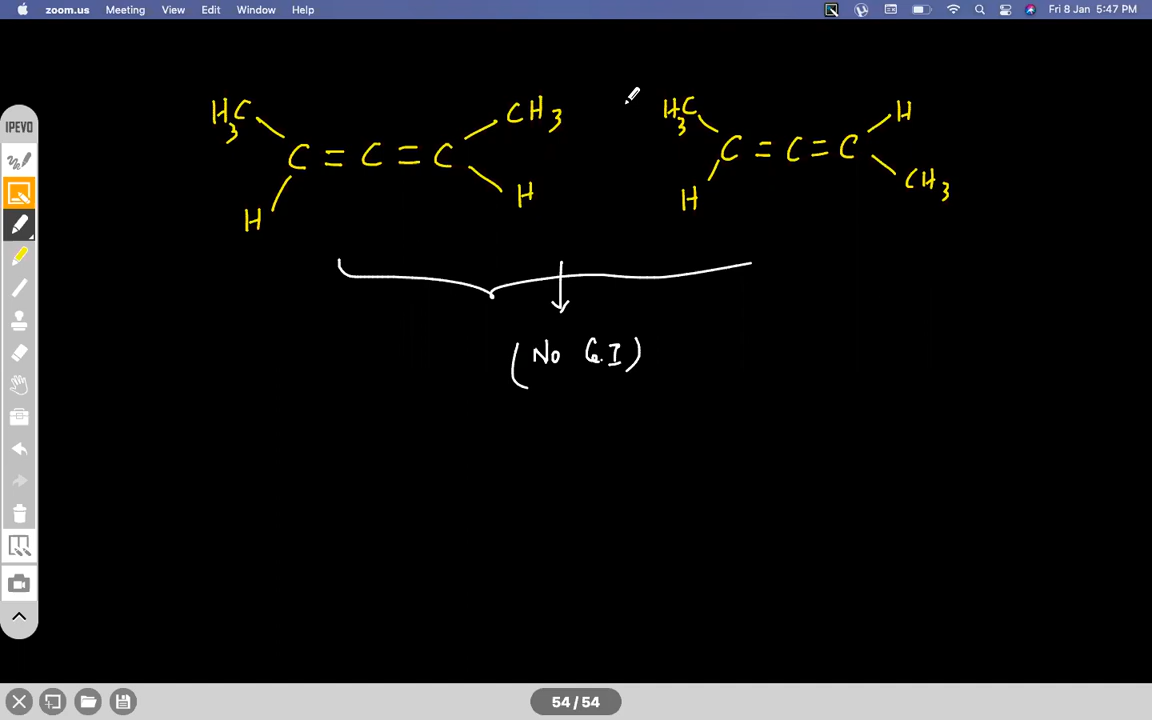 zoom.us Meeting View Edit Window Help Fri 8 Jan 5:47 PM
IPEVO
H3C CH3 H3C H
C = C = C C = C = C
H H H CH3
(No G.I)
54 / 54